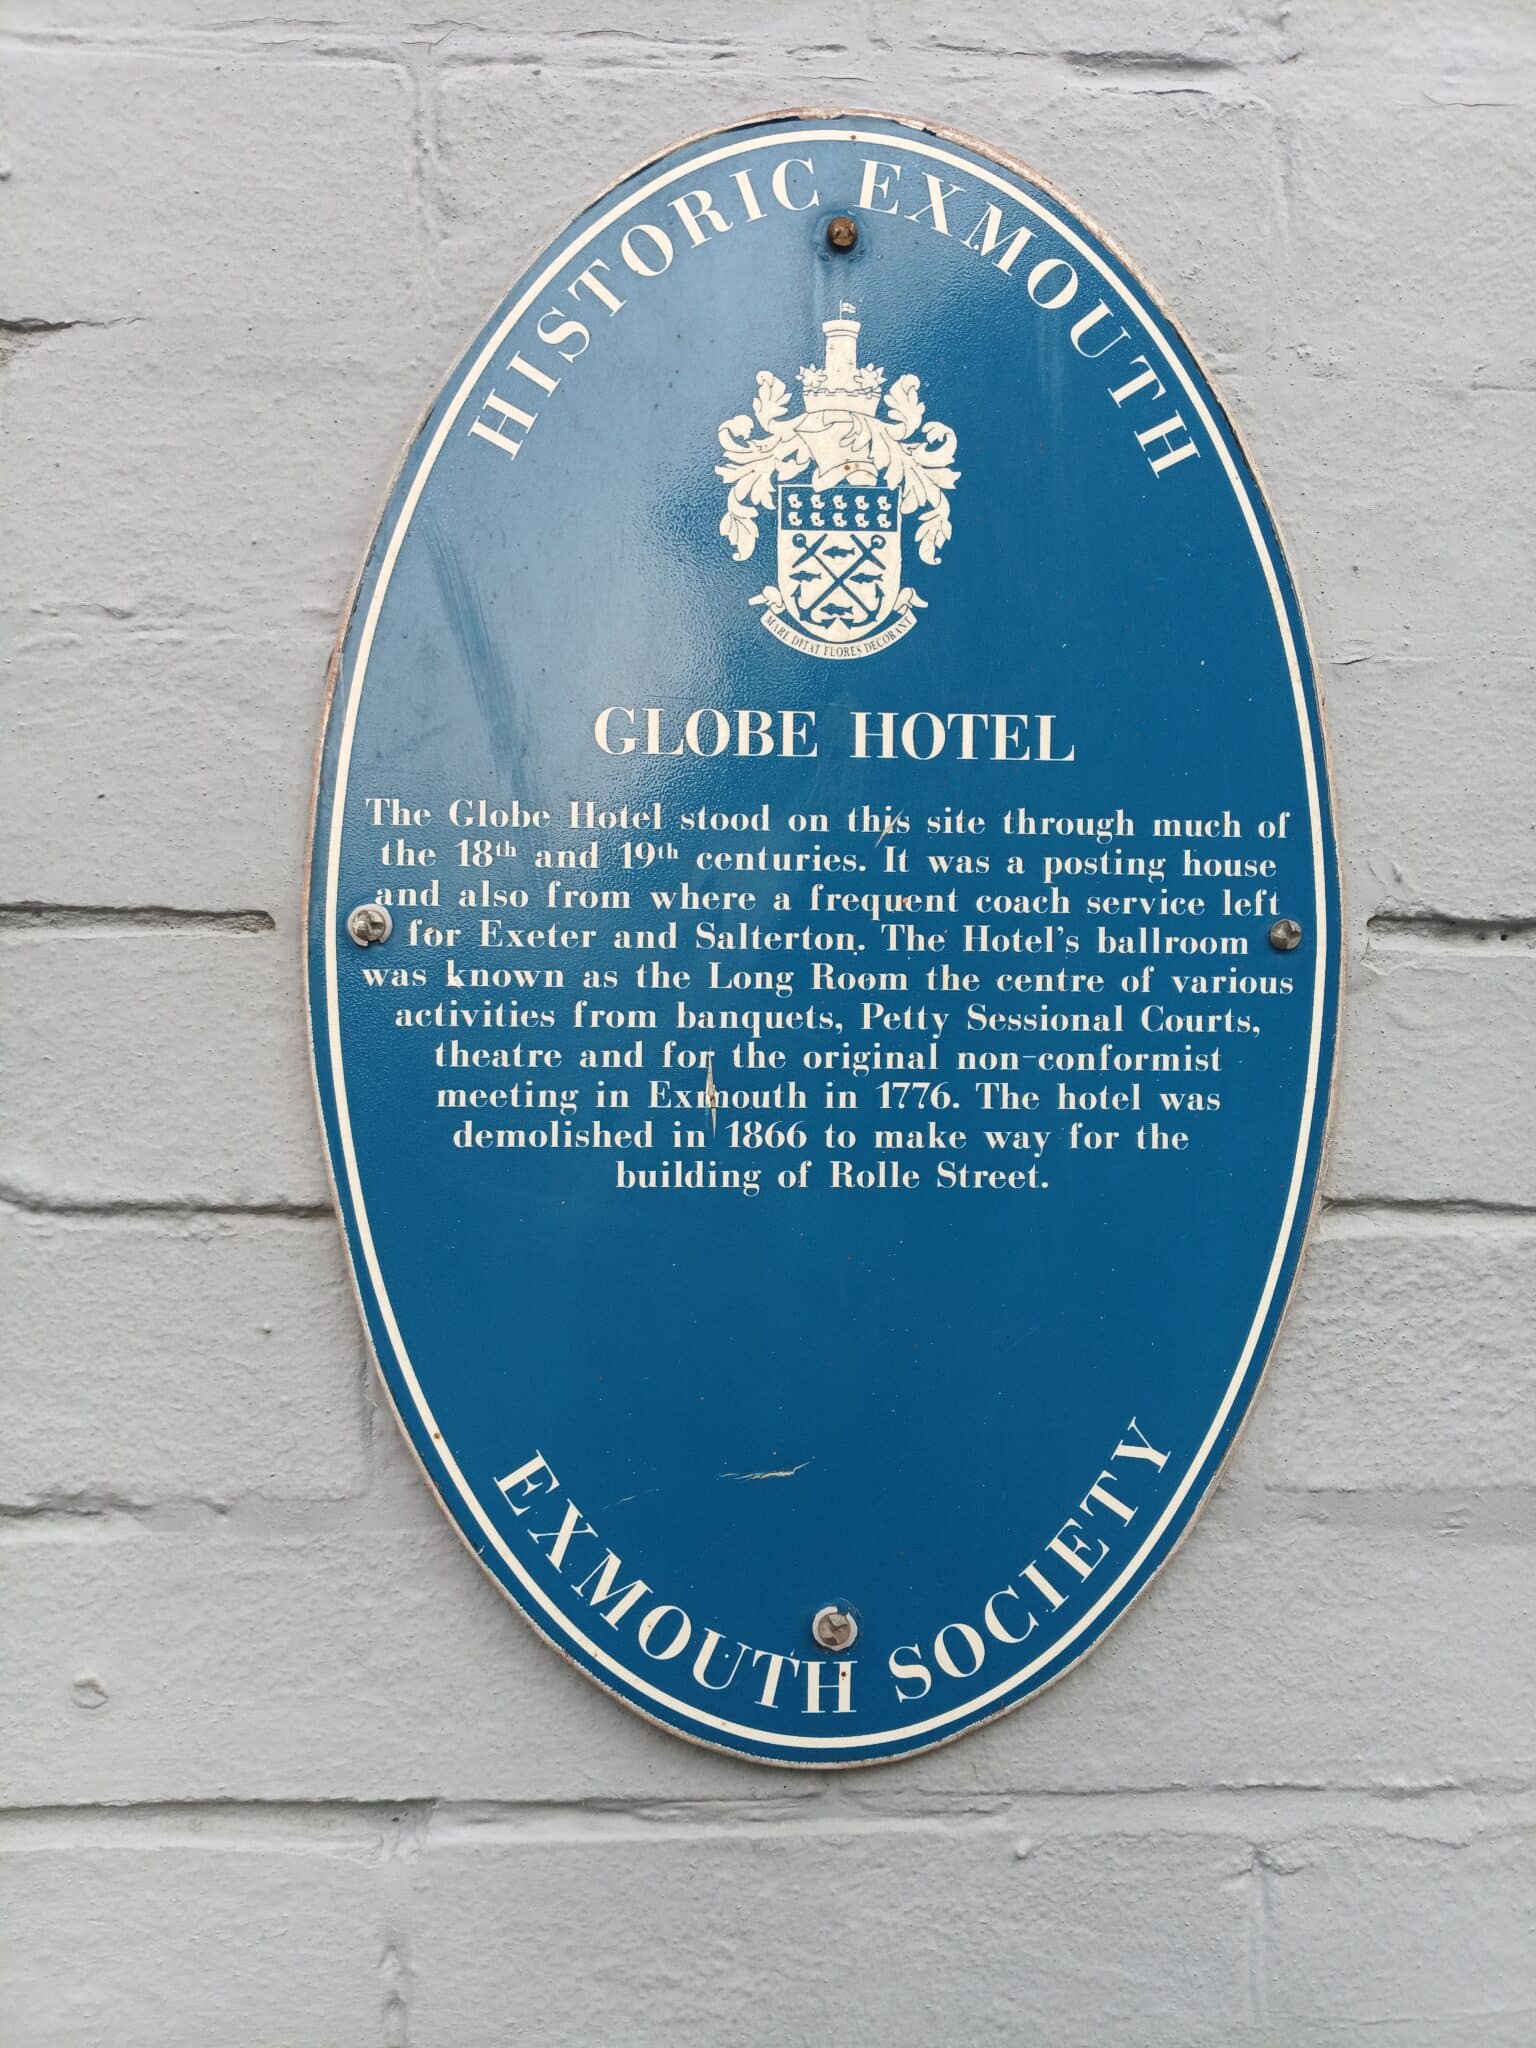 HISTORIC EXMOUTH
MARE DITAT FLORES DECORANT
GLOBE HOTEL
The Globe Hotel stood on this site through much of
the 18th and 19th centuries. It was a posting house
and also from where a frequent coach service left
for Exeter and Salterton. The Hotel's ballroom
was known as the Long Room the centre of various
activities from banquets, Petty Sessional Courts,
theatre and for the original non-conformist
meeting in Exmouth in 1776. The hotel was
demolished in 1866 to make way for the
building of Rolle Street.
EXMOUTH SOCIETY